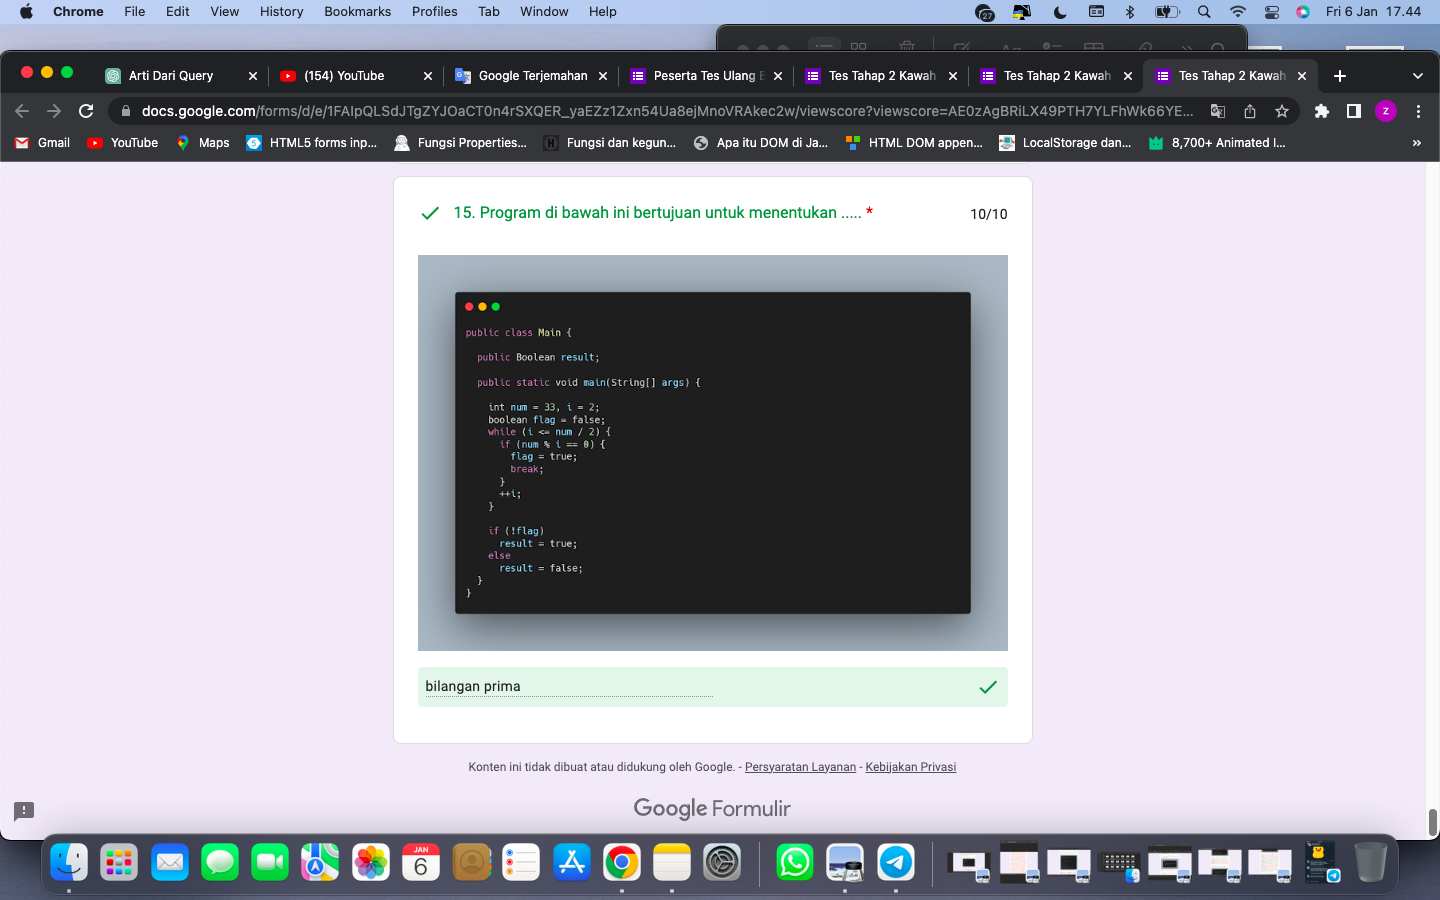 Chrome File Edit View History Bookmarks Profiles Tab Window Help 27 Fri 6 Jan 17.44
Arti Dari Query (154) YouTube Google Terjemahan Peserta Tes Ulang Tes Tahap 2 Kawah Tes Tahap 2 Kawah Tes Tahap 2 Kawah
docs.google.com/forms/d/e/1FAIpQLSdJTgZYJOaCT0n4rSXQER_yaEZz1Zxn54Ua8ejMnoVRAkec2w/viewscore?viewscore=AE0zAgBRiLX49PTH7YLFhWk66YE... z
Gmail YouTube Maps HTML5 forms inp... Fungsi Properties... Fungsi dan kegun... Apa itu DOM di Ja... HTML DOM appen... LocalStorage dan... 8,700+ Animated I... »
15. Program di bawah ini bertujuan untuk menentukan ..... * 10/10
public class Main {
public Boolean result;
public static void main(String[] args) {
int num = 33, i = 2;
boolean flag = false;
while (i <= num / 2) {
if (num % i == 0) {
flag = true;
break;
}
++i;
}
if (!flag)
result = true;
else
result = false;
}
}
bilangan prima
Konten ini tidak dibuat atau didukung oleh Google. - Persyaratan Layanan - Kebijakan Privasi
Google Formulir
JAN
6